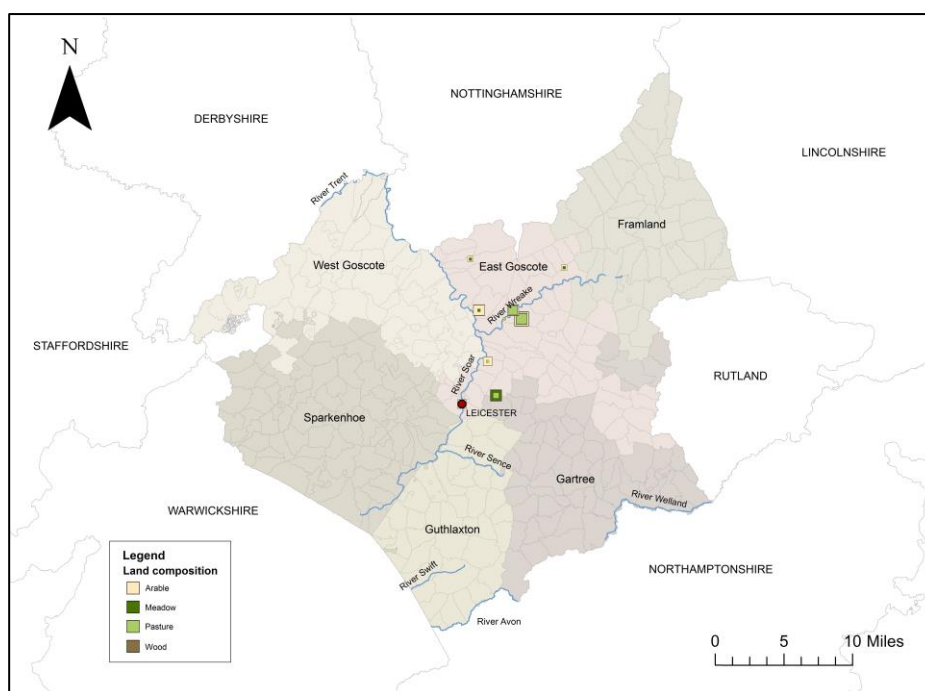 N
NOTTINGHAMSHIRE
DERBYSHIRE
LINCOLNSHIRE
River Trent
Framland
West Goscote
East Goscote
River Wreake
STAFFORDSHIRE
River Soar
RUTLAND
LEICESTER
Sparkenhoe
River Sence
Gartree
River Welland
WARWICKSHIRE
Guthlaxton
Legend
Land composition
Arable
Meadow
Pasture
Wood
River Swift
NORTHAMPTONSHIRE
River Avon
0 5 10 Miles